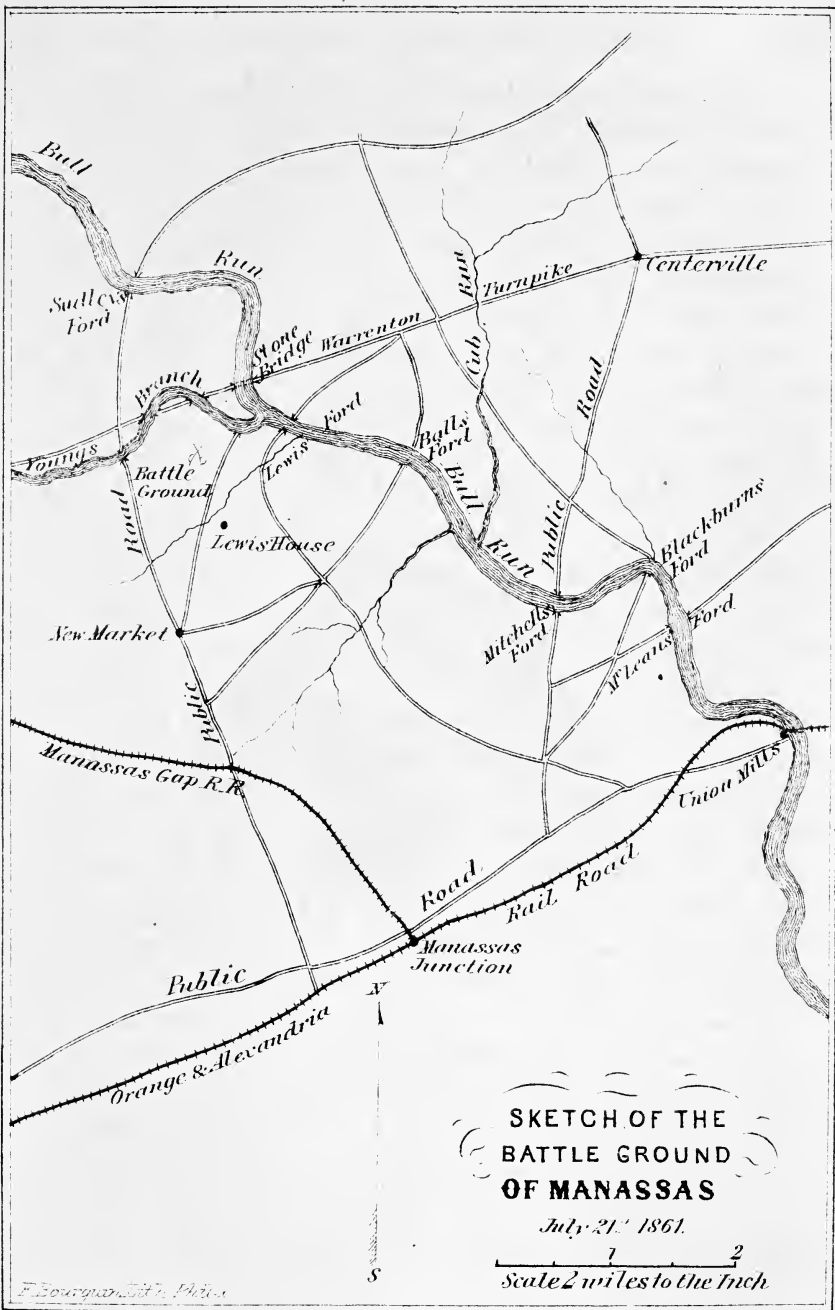 Bull
Run
Sudley's
Ford
Stone
Bridge
Warrenton
Turnpike
Centerville
Cub
Run
Youngs
Branch
Battle
Ground
Lewis
Ford
Lewis House
Balls
Ford
Bull
Run
Public
Road
Blackburns
Ford
Mitchells
Ford
McLeans
Ford
Road
New Market
Public
Manassas Gap R.R
Union Mills
Public
Road
Manassas
Junction
Orange & Alexandria
Rail Road
N
S
SKETCH OF THE
BATTLE GROUND
OF MANASSAS
July 21st 1861.
1 2
Scale 2 miles to the Inch